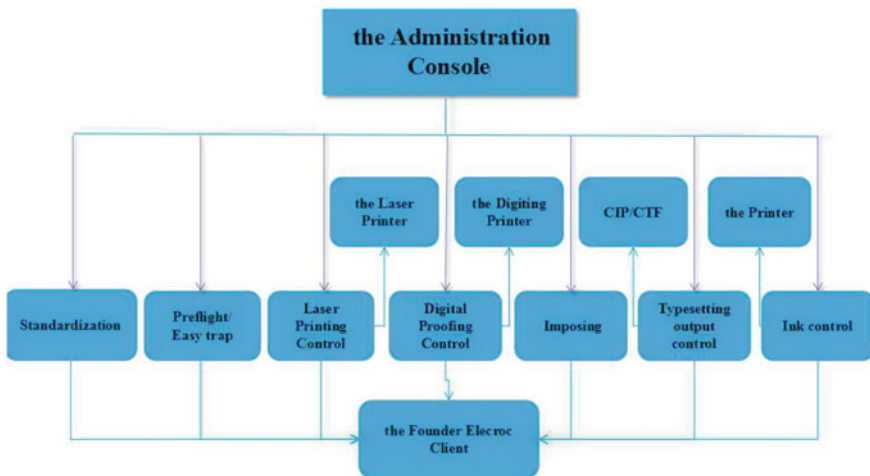 the Administration
Console
the Laser
Printer
the Digiting
Printer
CIP/CTF
the Printer
Standardization
Preflight/
Easy trap
Laser
Printing
Control
Digital
Proofing
Control
Imposing
Typesetting
output
control
Ink control
the Founder Elecroc
Client